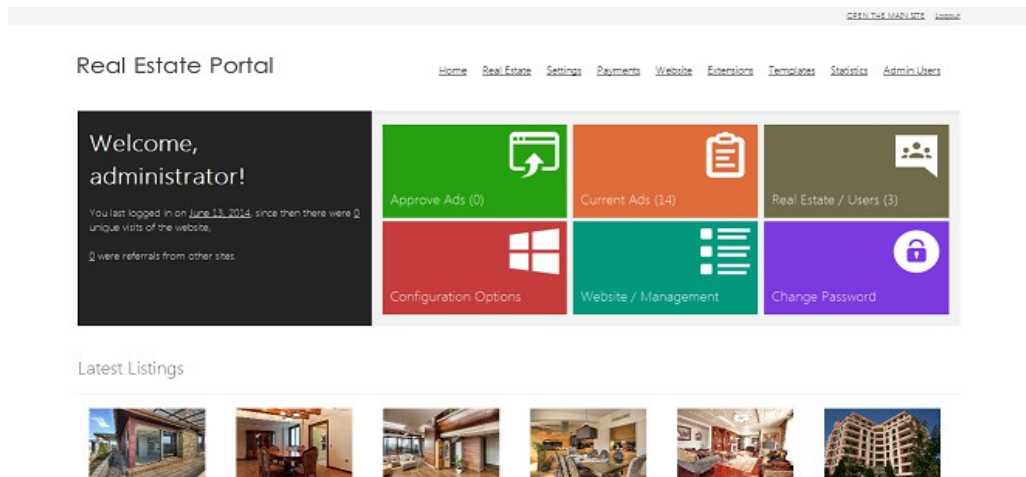 OPEN THE MAIN SITE Logout
Real Estate Portal
Home Real Estate Settings Payments Website Extensions Templates Statistics Admin Users
Welcome,
administrator!
You last logged in on June 13, 2014, since then there were 0
unique visits of the website,
0 were referrals from other sites.
Approve Ads (0)
Current Ads (14)
Real Estate / Users (3)
Configuration Options
Website / Management
Change Password
Latest Listings